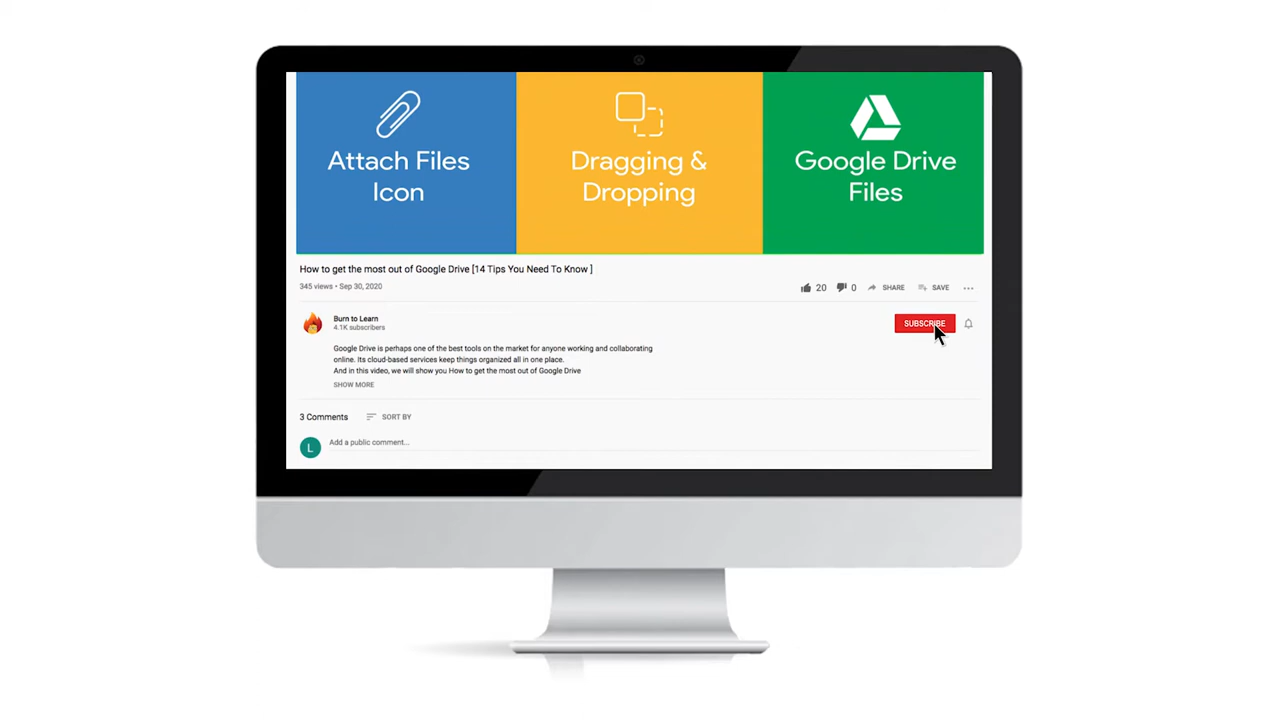 Attach Files
Icon
Dragging &
Dropping
Google Drive
Files
How to get the most out of Google Drive [14 Tips You Need To Know ]
345 views • Sep 30, 2020
20
0
SHARE
SAVE
Burn to Learn
4.1K subscribers
SUBSCRIBE
Google Drive is perhaps one of the best tools on the market for anyone working and collaborating
online. Its cloud-based services keep things organized all in one place.
And in this video, we will show you How to get the most out of Google Drive
SHOW MORE
3 Comments
SORT BY
L
Add a public comment...